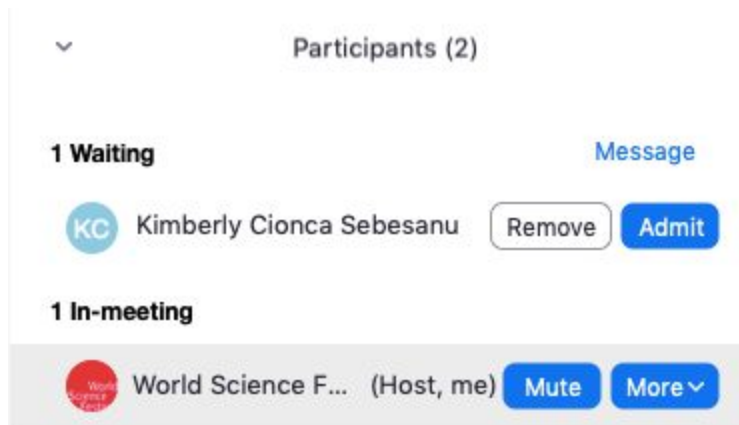 Participants (2)
1 Waiting
Message
KC
Kimberly Cionca Sebesanu
Remove
Admit
1 In-meeting
World
Science
Festi
World Science F... (Host, me)
Mute
More